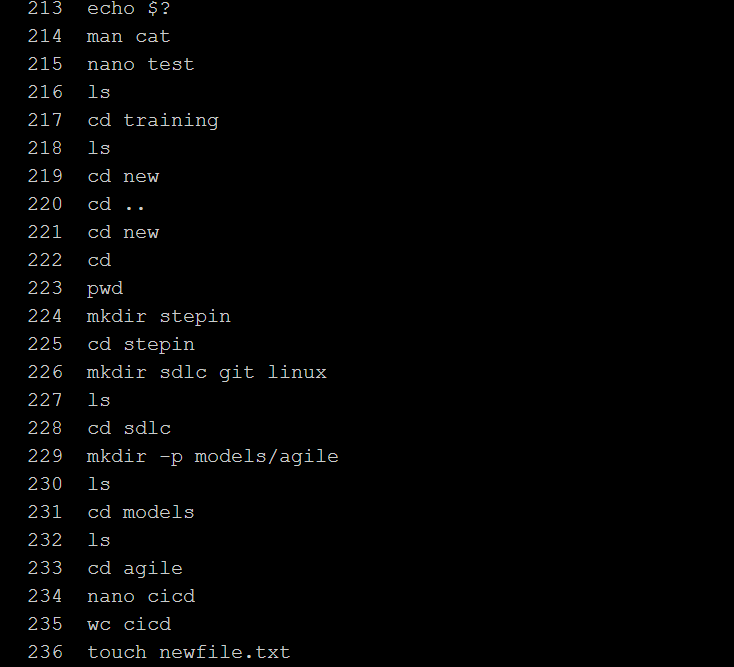 213 echo $?
214 man cat
215 nano test
216 ls
217 cd training
218 ls
219 cd new
220 cd ..
221 cd new
222 cd
223 pwd
224 mkdir stepin
225 cd stepin
226 mkdir sdlc git linux
227 ls
228 cd sdlc
229 mkdir -p models/agile
230 ls
231 cd models
232 ls
233 cd agile
234 nano cicd
235 wc cicd
236 touch newfile.txt